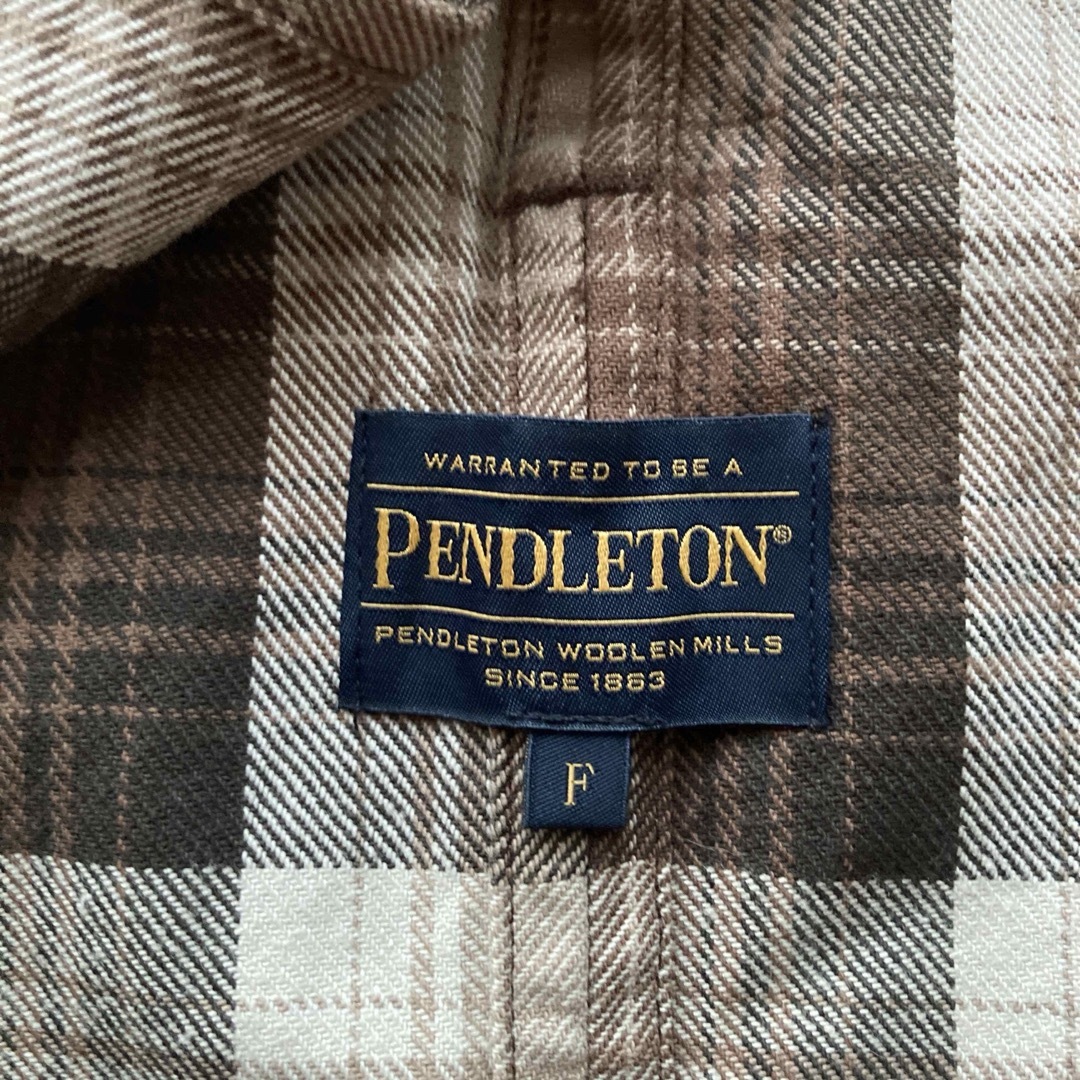 WARRANTED TO BE A
PENDLETON®
PENDLETON WOOLEN MILLS
SINCE 1863
F